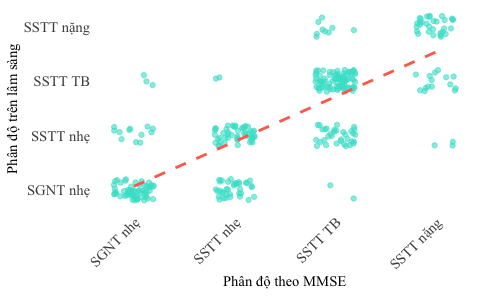 Phân độ trên lâm sàng
SSTT nặng
SSTT TB
SSTT nhẹ
SGNT nhẹ
SGNT nhẹ
SSTT nhẹ
SSTT TB
SSTT nặng
Phân độ theo MMSE